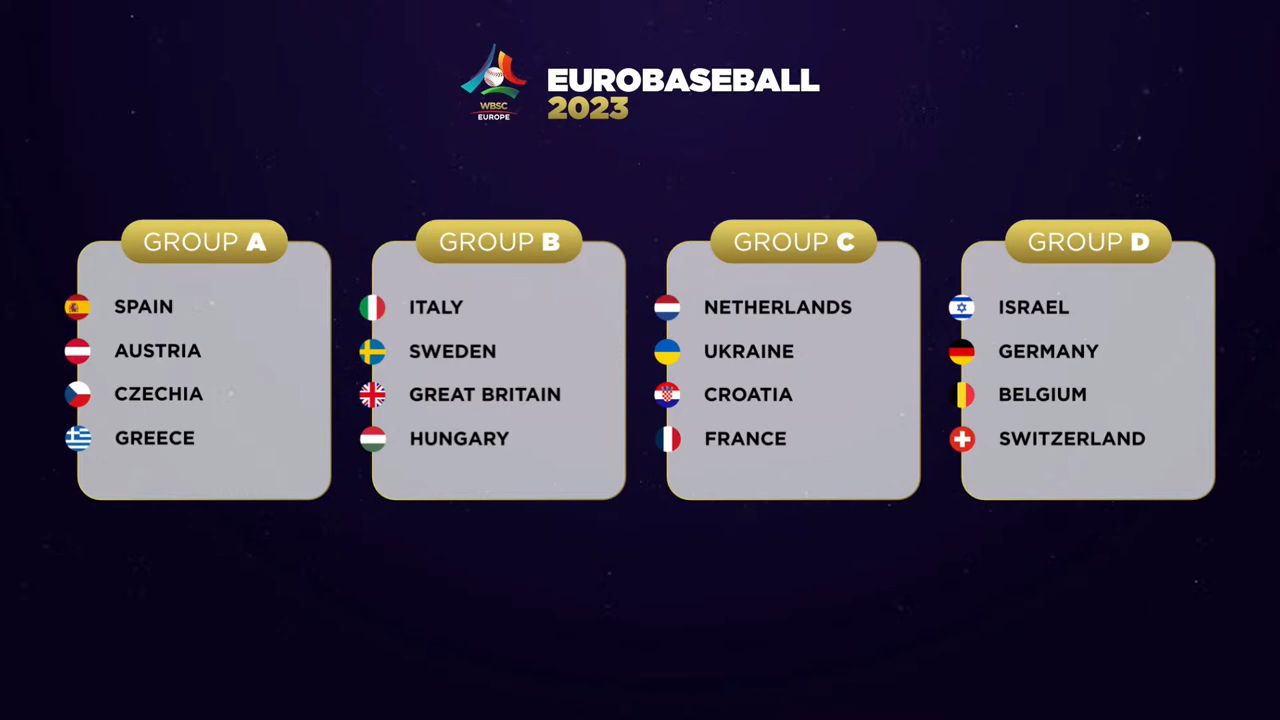 WBSC
EUROPE
EUROBASEBALL
2023
GROUP A
SPAIN
AUSTRIA
CZECHIA
GREECE
GROUP B
ITALY
SWEDEN
GREAT BRITAIN
HUNGARY
GROUP C
NETHERLANDS
UKRAINE
CROATIA
FRANCE
GROUP D
ISRAEL
GERMANY
BELGIUM
SWITZERLAND